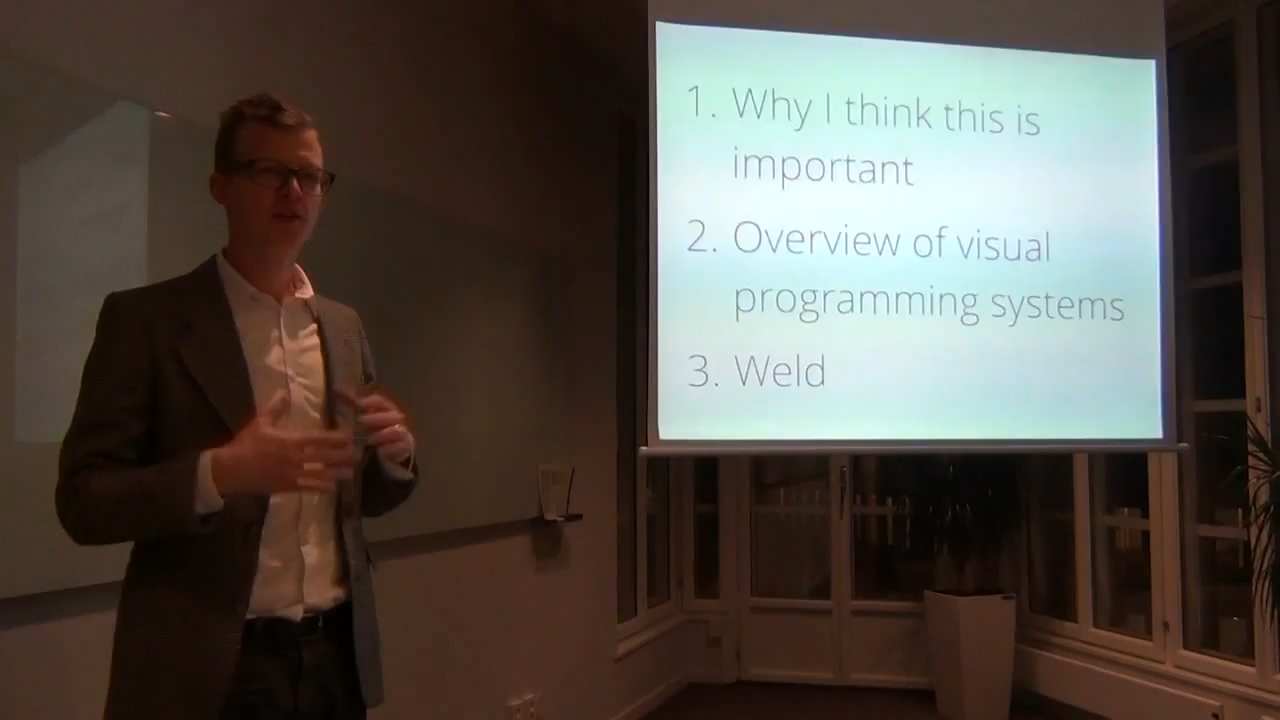 1. Why I think this is
important
2. Overview of visual
programming systems
3. Weld